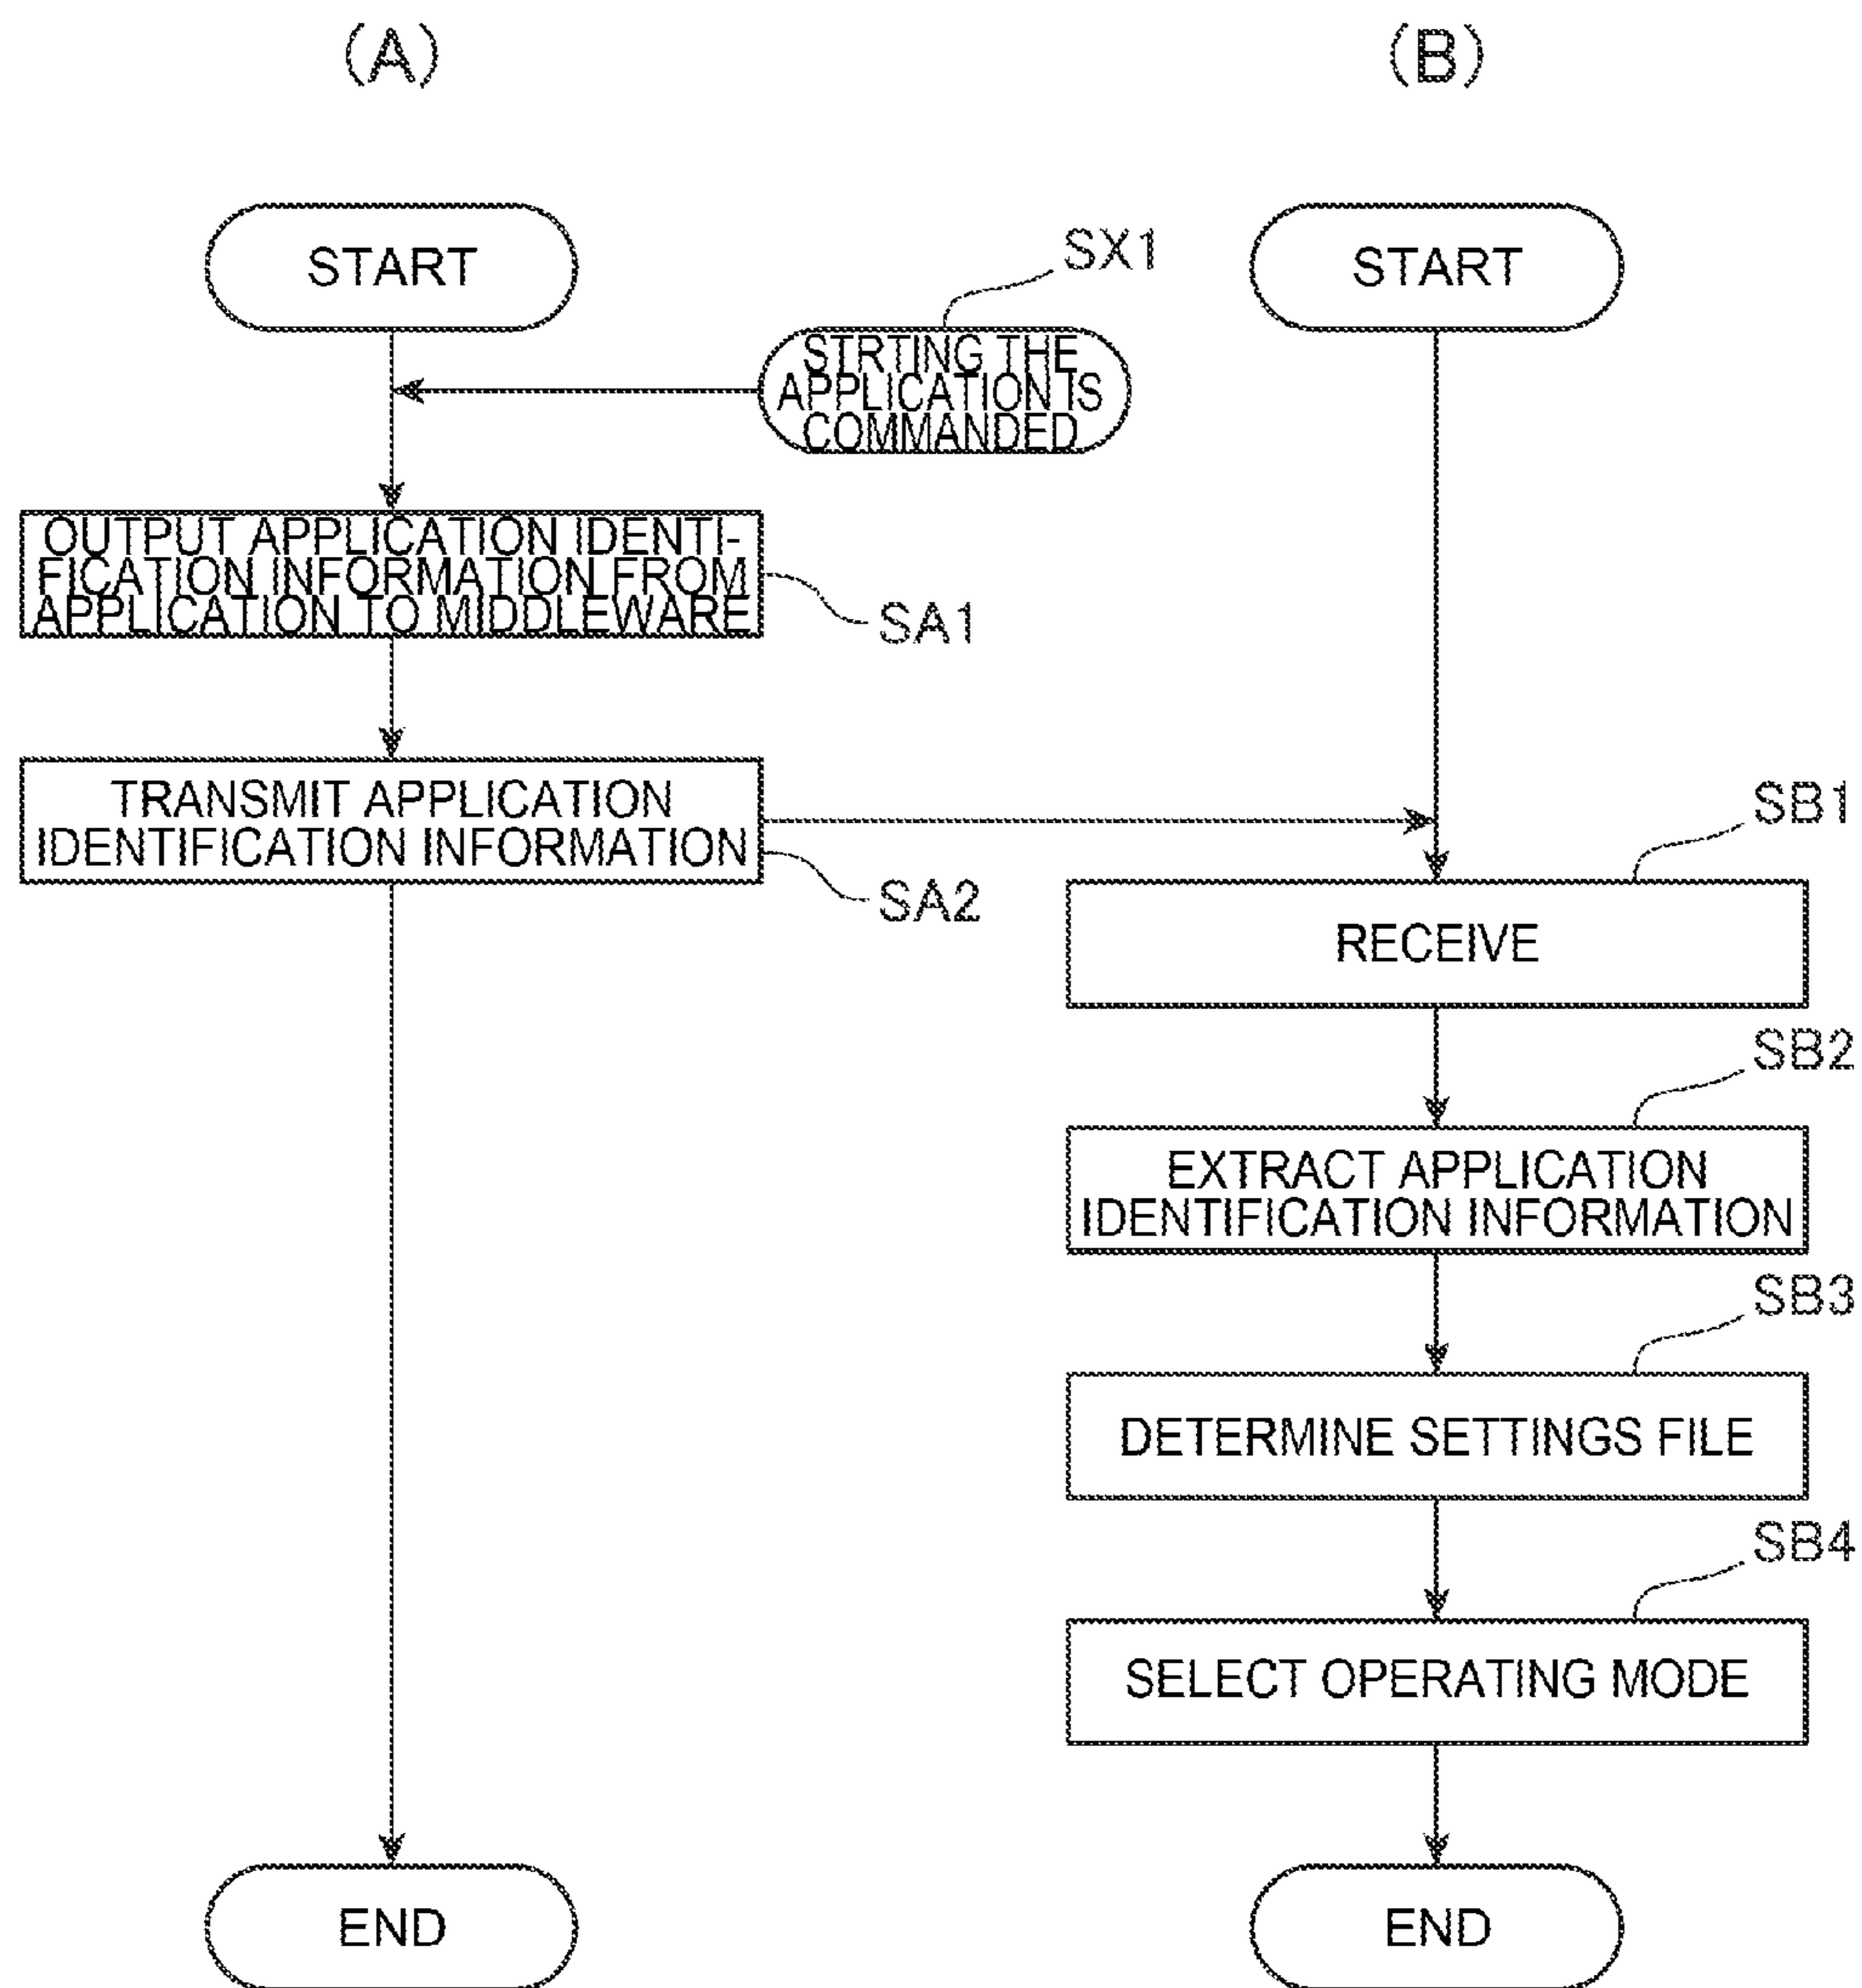 (A)
START
SX1
STRTING THE
APPLICATION IS
COMMANDED
OUTPUT APPLICATION IDENTI-
FICATION INFORMATION FROM
APPLICATION TO MIDDLEWARE
SA1
TRANSMIT APPLICATION
IDENTIFICATION INFORMATION
SA2
END
(B)
START
SB1
RECEIVE
SB2
EXTRACT APPLICATION
IDENTIFICATION INFORMATION
SB3
DETERMINE SETTINGS FILE
SB4
SELECT OPERATING MODE
END